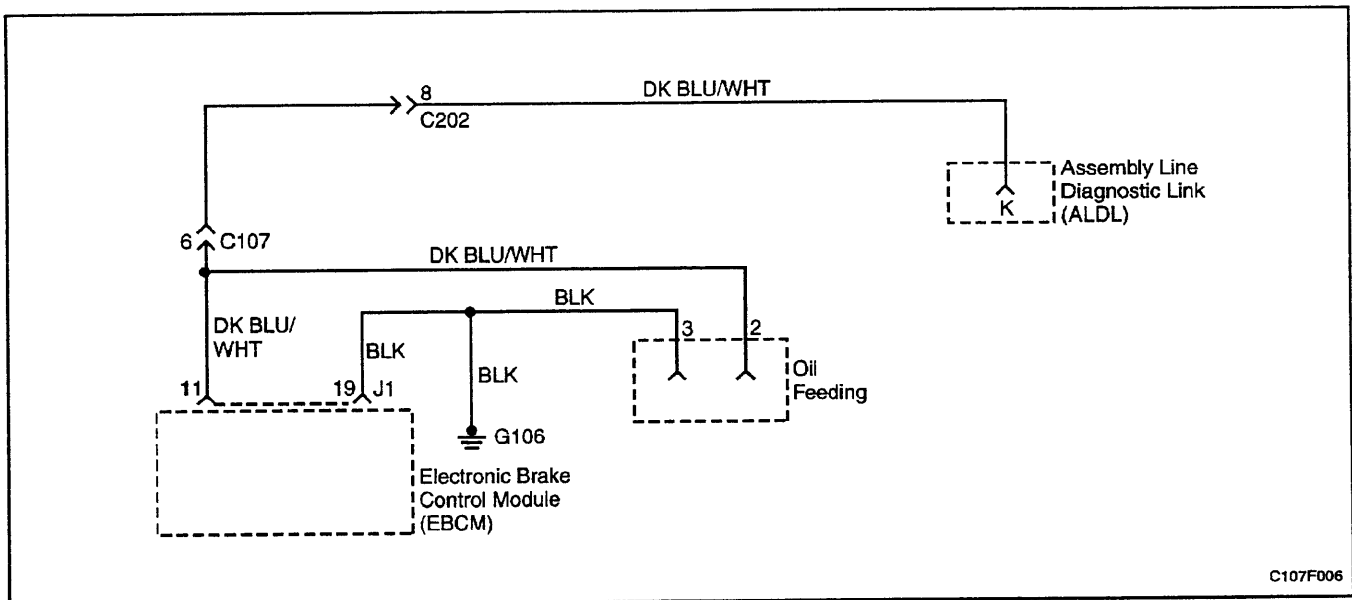 8
DK BLU/WHT
C202
Assembly Line
Diagnostic Link
(ALDL)
K
6 C107
DK BLU/WHT
BLK
DK BLU/
WHT
BLK
BLK
3 2
11
19 J1
Oil
Feeding
G106
Electronic Brake
Control Module
(EBCM)
C107F006